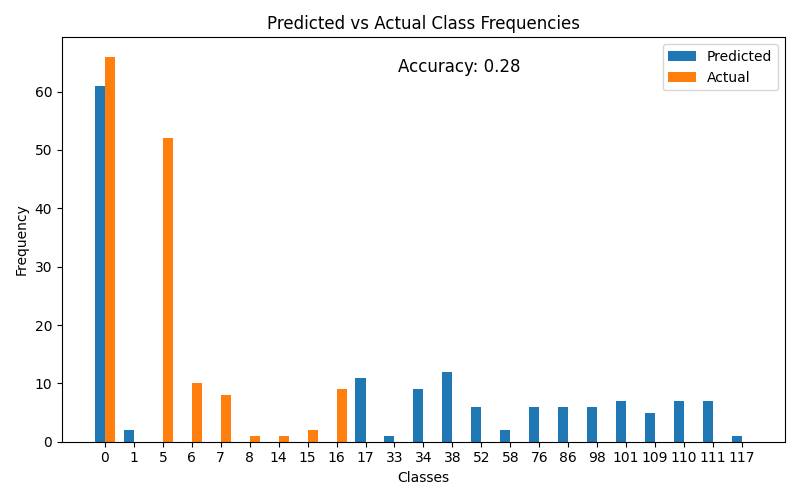 Predicted vs Actual Class Frequencies
Accuracy: 0.28
Predicted
Actual
Frequency
60
50
40
30
20
10
0
0 1 5 6 7 8 14 15 16 17 33 34 38 52 58 76 86 98 101 109 110 111 117
Classes